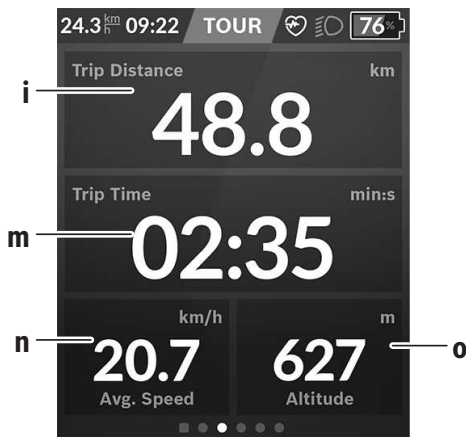 24.3 km/h 09:22 TOUR 76%
Trip Distance km
i
48.8
Trip Time min:s
m
02:35
km/h m
n
20.7 627
o
Avg. Speed Altitude